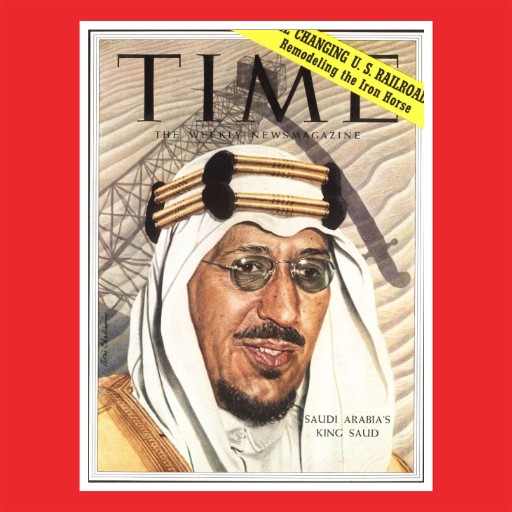 E CHANGING U. S. RAILROAD
Remodeling the Iron Horse
TIME
THE WEEKLY NEWSMAGAZINE
SAUDI ARABIA'S
KING SAUD